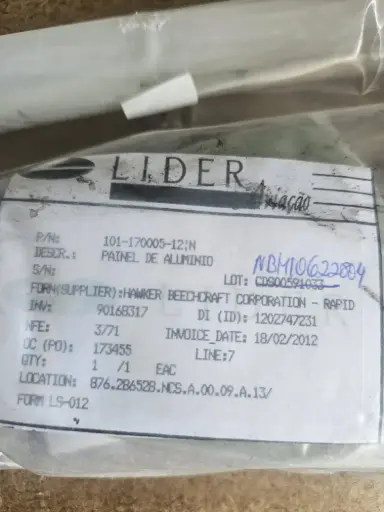 LIDER
Aviação
P/N: 101-170005-12;N
DESCR.: PAINEL DE ALUMINIO
S/N:
NBM10622804
LOT: CDS00591033
FORN(SUPPLIER):HAWKER BEECHCRAFT CORPORATION - RAPID
INV: 90168317
DI (ID): 1202747231
NFE: 3/71
INVOICE_DATE: 18/02/2012
OC (PO): 173455
LINE:7
QTY: 1 /1 EAC
LOCATION: 876.286528.NCS.A.00.09.A.13/
FORM LS-012